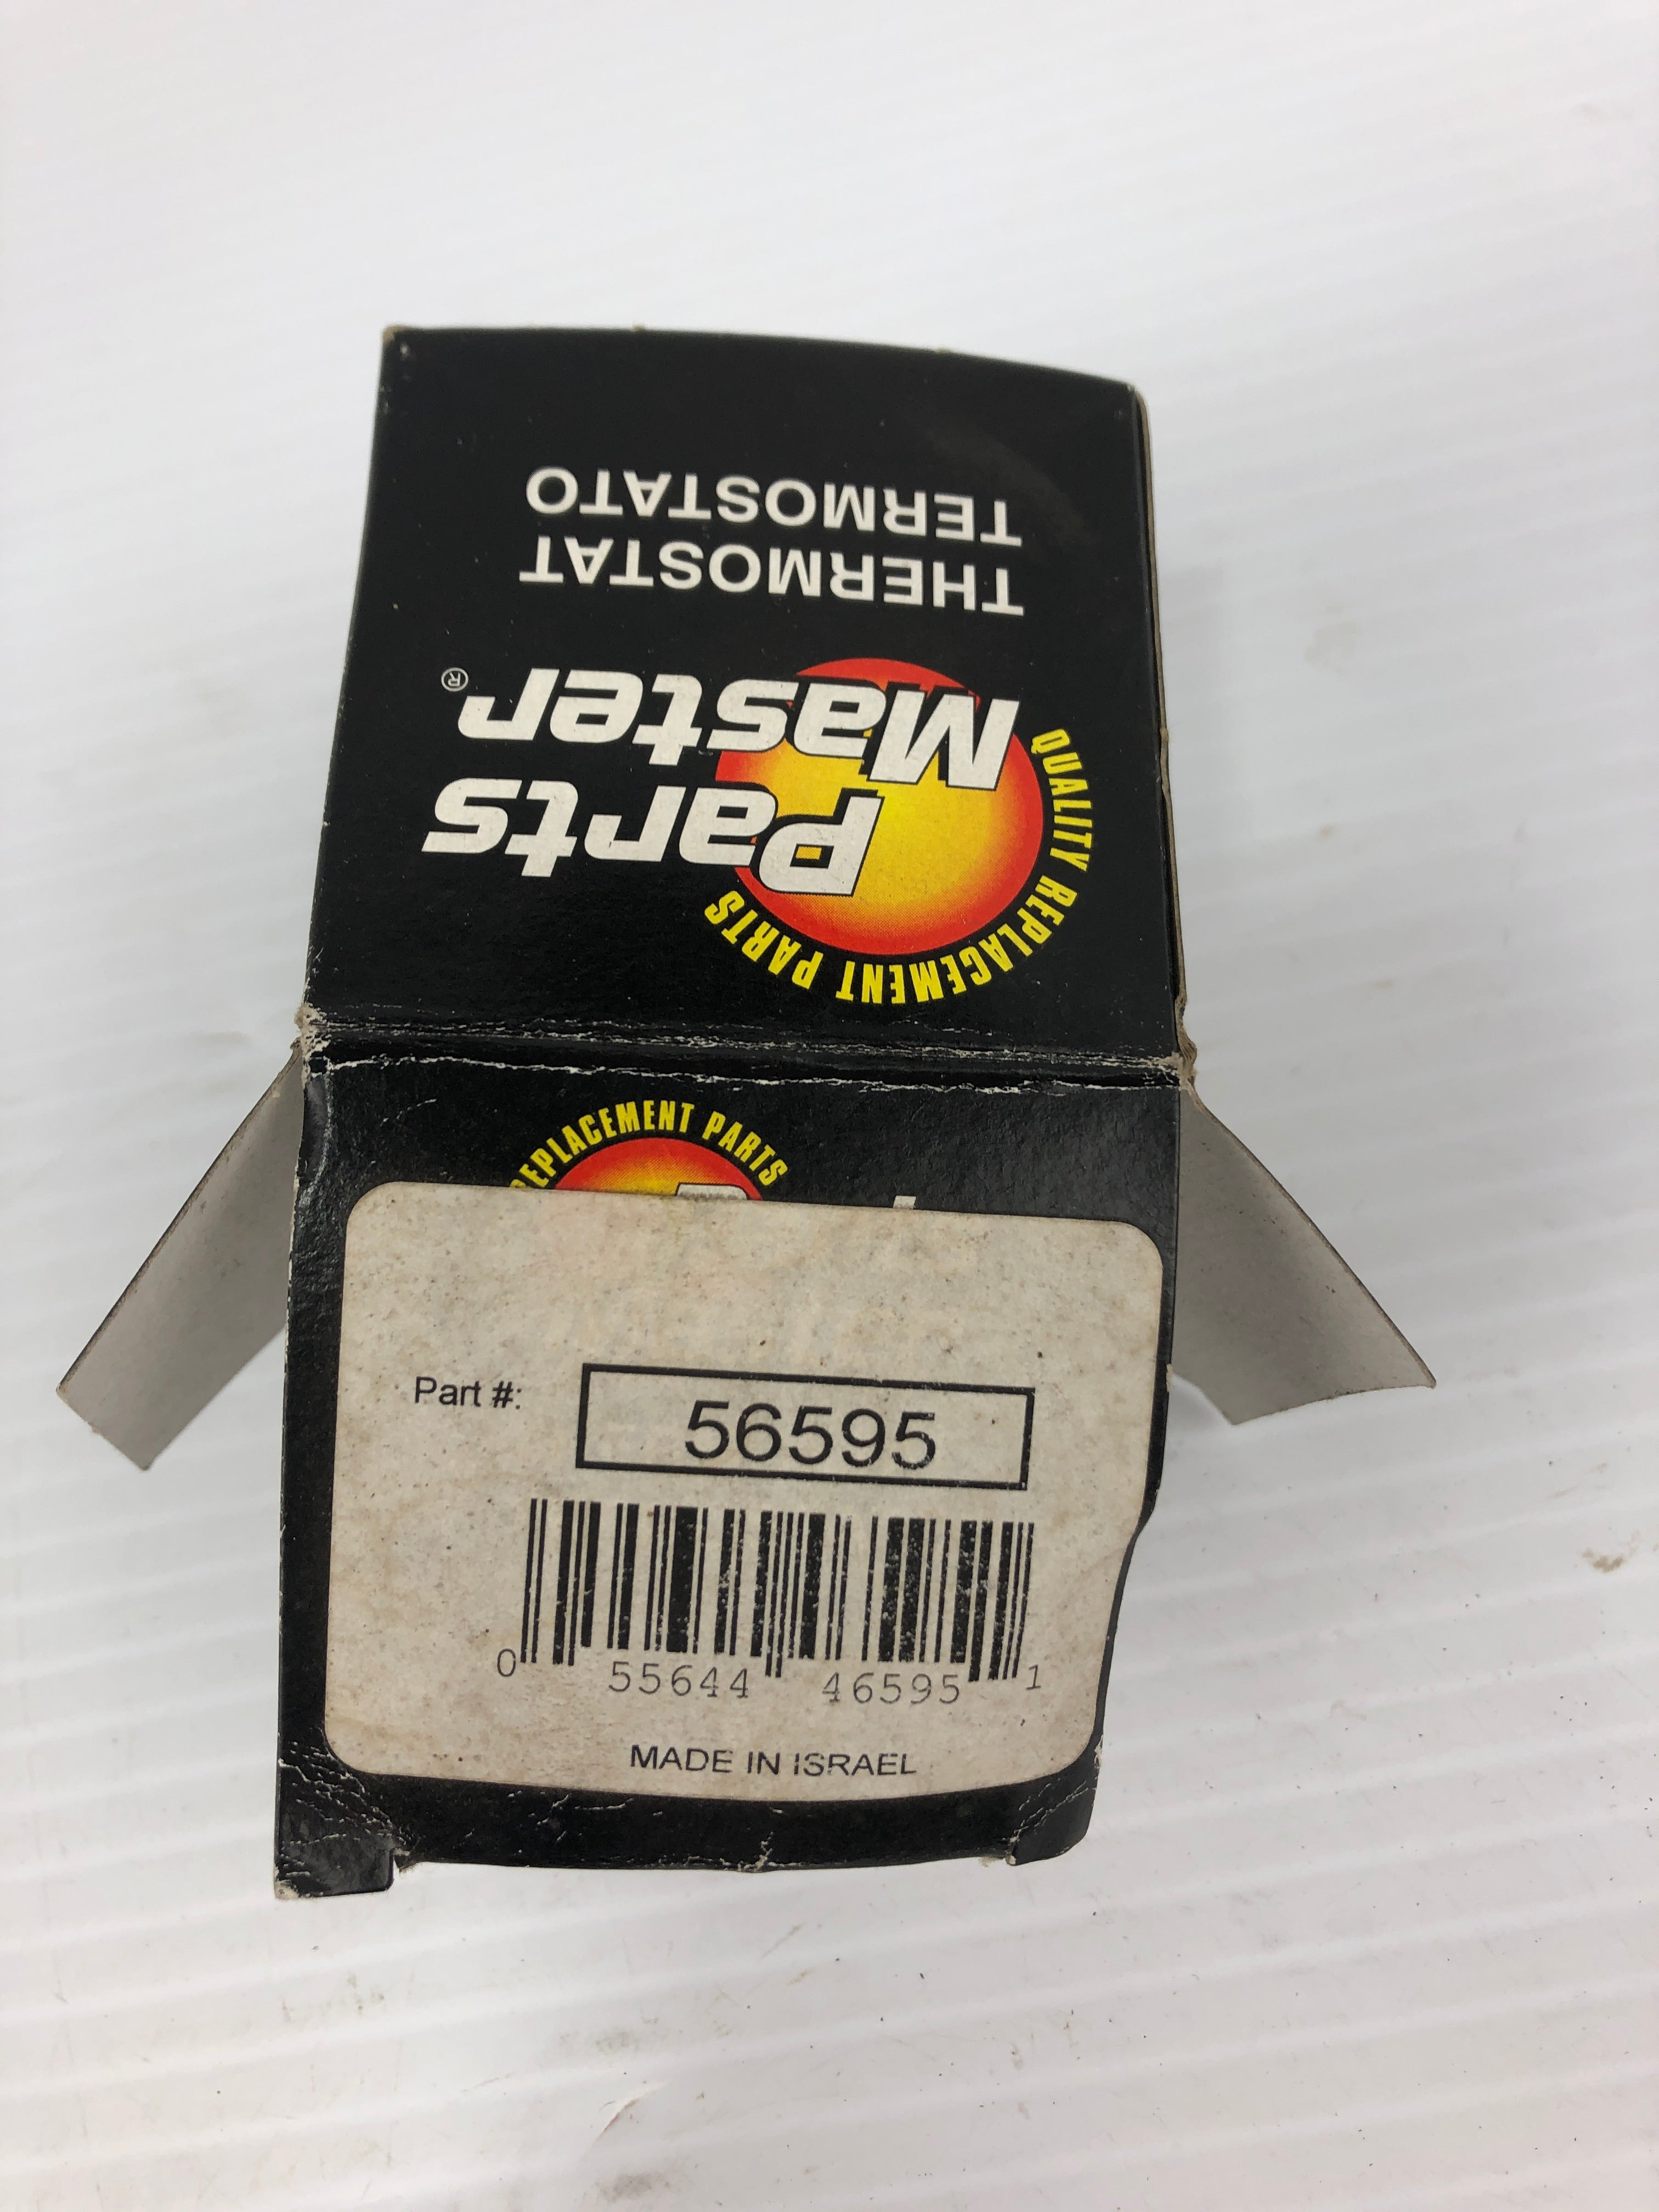 QUALITY REPLACEMENT PARTS
Parts
Master®
THERMOSTAT
TERMOSTATO
REPLACEMENT PARTS
Part #:
56595
0 55644 46595 1
MADE IN ISRAEL